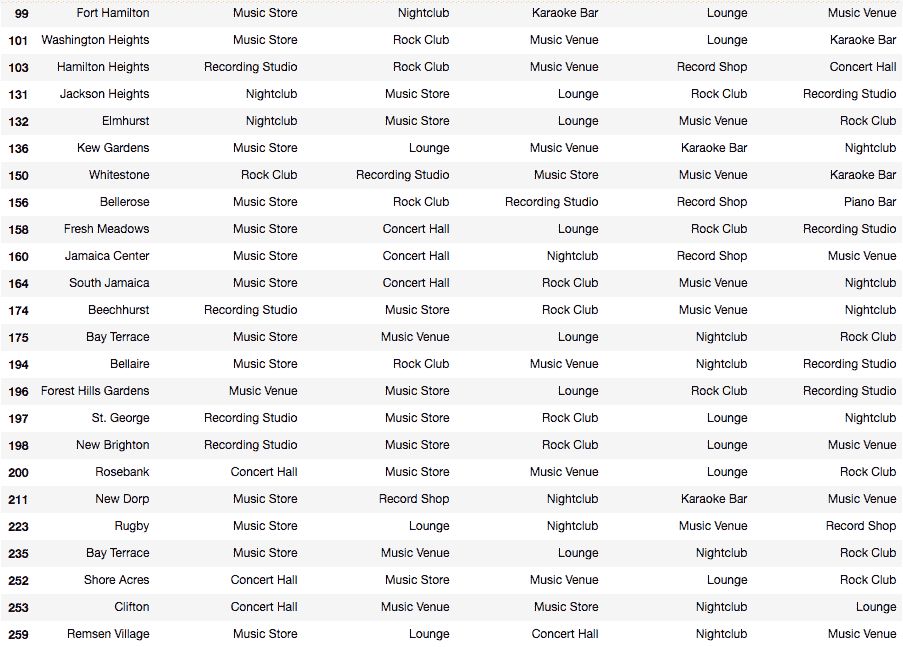 99 Fort Hamilton Music Store Nightclub Karaoke Bar Lounge Music Venue
101 Washington Heights Music Store Rock Club Music Venue Lounge Karaoke Bar
103 Hamilton Heights Recording Studio Rock Club Music Venue Record Shop Concert Hall
131 Jackson Heights Nightclub Music Store Lounge Rock Club Recording Studio
132 Elmhurst Nightclub Music Store Lounge Music Venue Rock Club
136 Kew Gardens Music Store Lounge Music Venue Karaoke Bar Nightclub
150 Whitestone Rock Club Recording Studio Music Store Music Venue Karaoke Bar
156 Bellerose Music Store Rock Club Recording Studio Record Shop Piano Bar
158 Fresh Meadows Music Store Concert Hall Lounge Rock Club Recording Studio
160 Jamaica Center Music Store Concert Hall Nightclub Record Shop Music Venue
164 South Jamaica Music Store Concert Hall Rock Club Music Venue Nightclub
174 Beechhurst Recording Studio Music Store Rock Club Music Venue Nightclub
175 Bay Terrace Music Store Music Venue Lounge Nightclub Rock Club
194 Bellaire Music Store Rock Club Music Venue Nightclub Recording Studio
196 Forest Hills Gardens Music Venue Music Store Lounge Rock Club Recording Studio
197 St. George Recording Studio Music Store Rock Club Lounge Nightclub
198 New Brighton Recording Studio Music Store Rock Club Lounge Music Venue
200 Rosebank Concert Hall Music Store Music Venue Lounge Rock Club
211 New Dorp Music Store Record Shop Nightclub Karaoke Bar Music Venue
223 Rugby Music Store Lounge Nightclub Music Venue Record Shop
235 Bay Terrace Music Store Music Venue Lounge Nightclub Rock Club
252 Shore Acres Concert Hall Music Store Music Venue Lounge Rock Club
253 Clifton Concert Hall Music Venue Music Store Nightclub Lounge
259 Remsen Village Music Store Lounge Concert Hall Nightclub Music Venue